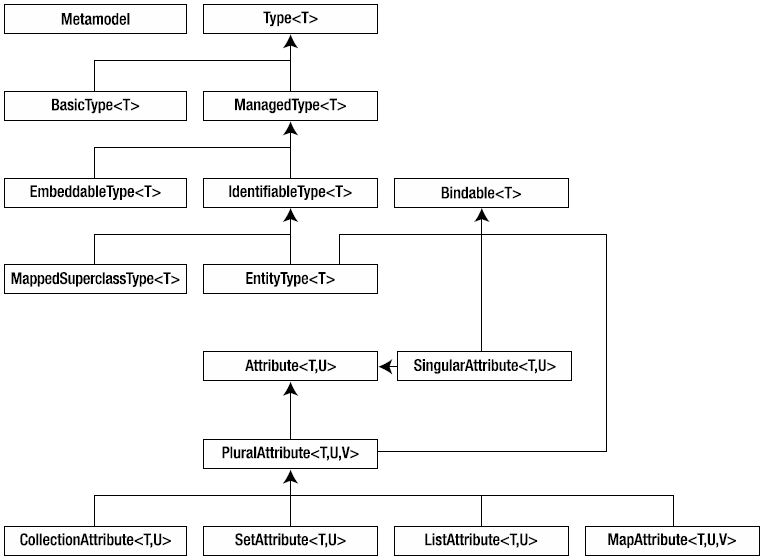 Metamodel
Type<T>
BasicType<T>
ManagedType<T>
EmbeddableType<T>
IdentifiableType<T>
Bindable<T>
MappedSuperclassType<T>
EntityType<T>
Attribute<T,U>
SingularAttribute<T,U>
PluralAttribute<T,U,V>
CollectionAttribute<T,U>
SetAttribute<T,U>
ListAttribute<T,U>
MapAttribute<T,U,V>